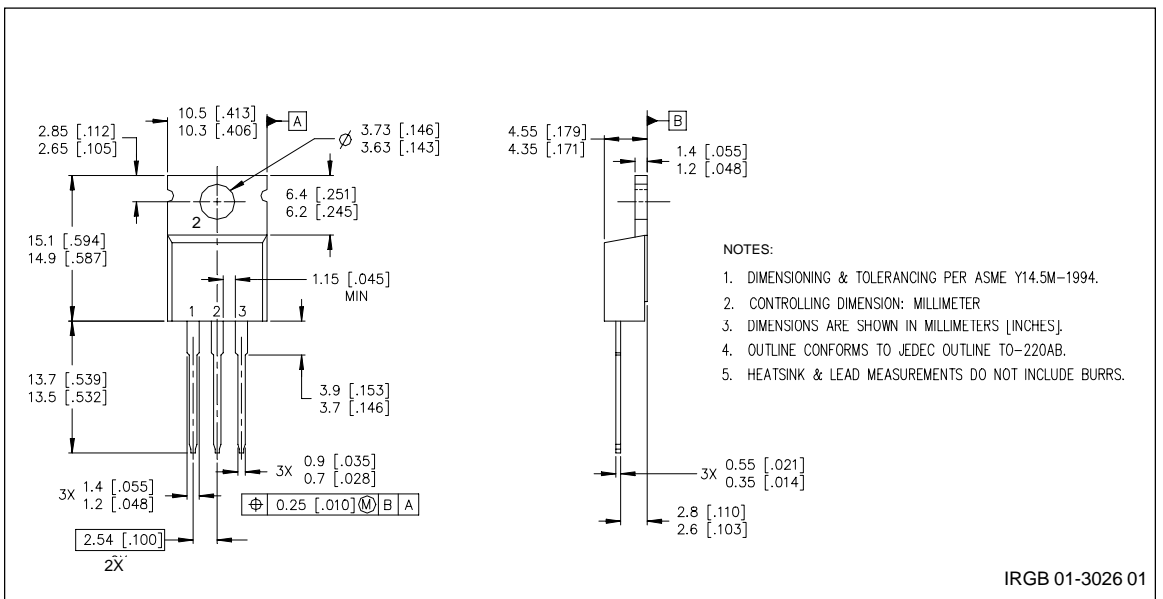 10.5 [.413]
10.3 [.406]
A
2.85 [.112]
2.65 [.105]
Ø 3.73 [.146]
3.63 [.143]
6.4 [.251]
6.2 [.245]
2
15.1 [.594]
14.9 [.587]
1.15 [.045]
MIN
1 2 3
13.7 [.539]
13.5 [.532]
3.9 [.153]
3.7 [.146]
3X 0.9 [.035]
0.7 [.028]
3X 1.4 [.055]
1.2 [.048]
⌖ 0.25 [.010] Ⓜ B A
2.54 [.100]
2X
4.55 [.179]
4.35 [.171]
B
1.4 [.055]
1.2 [.048]
3X 0.55 [.021]
0.35 [.014]
2.8 [.110]
2.6 [.103]
NOTES:
1. DIMENSIONING & TOLERANCING PER ASME Y14.5M-1994.
2. CONTROLLING DIMENSION: MILLIMETER
3. DIMENSIONS ARE SHOWN IN MILLIMETERS [INCHES].
4. OUTLINE CONFORMS TO JEDEC OUTLINE TO-220AB.
5. HEATSINK & LEAD MEASUREMENTS DO NOT INCLUDE BURRS.
IRGB 01-3026 01